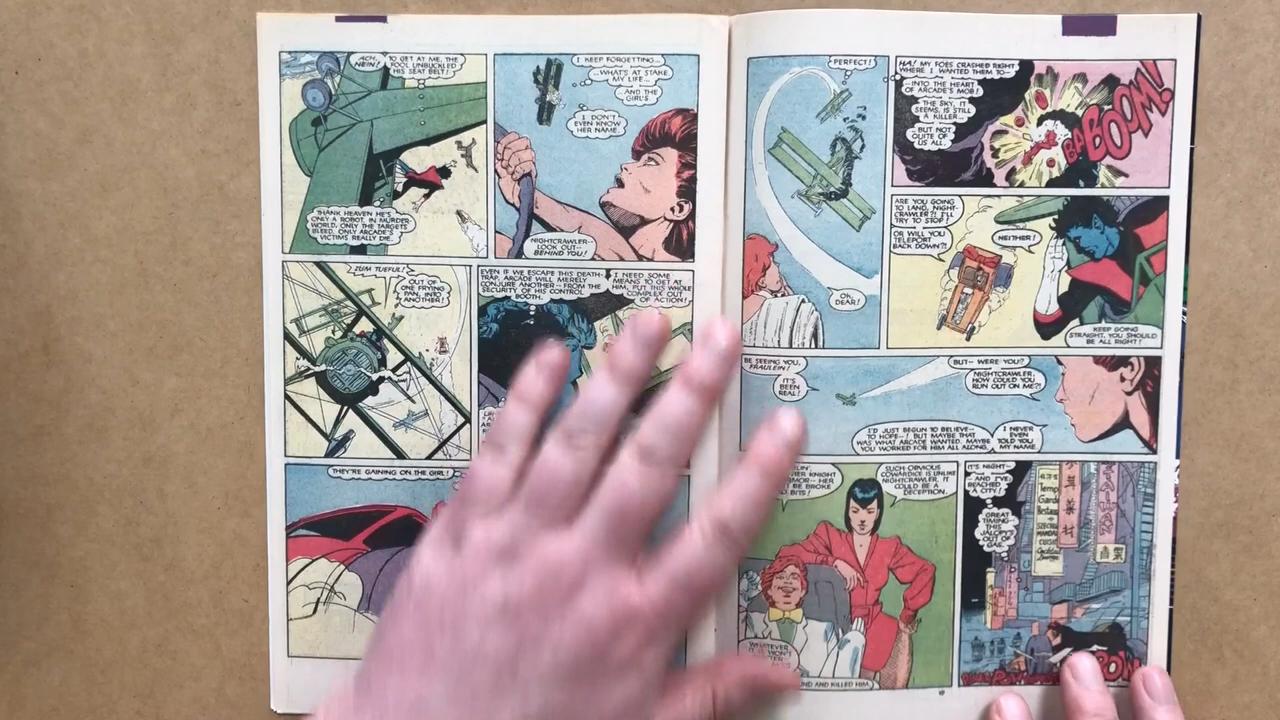 ACH, NEIN!
TO GET AT ME, THE
FOOL UNBUCKLED
HIS SEAT BELT!
THANK HEAVEN HE'S
ONLY A ROBOT. IN MURDER-
WORLD, ONLY THE TARGETS
BLEED, ONLY ARCADE'S
VICTIMS REALLY DIE.
I KEEP FORGETTING...
...WHAT'S AT STAKE
MY LIFE...
AND THE
GIRL'S
I DON'T
EVEN KNOW
HER NAME.
NIGHTCRAWLER--
LOOK OUT--
BEHIND YOU!
OUT OF
ONE FRYING
PAN, INTO
ANOTHER!
EVEN IF WE ESCAPE THIS DEATH-
TRAP, ARCADE WILL MERELY
CONJURE ANOTHER -- FROM THE
SECURITY OF HIS CONTROL
BOOTH.
I NEED SOME
MEANS TO GET AT
HIM, PUT THIS WHOLE
COMPLEX OUT
OF ACTION!
THEY'RE GAINING ON THE GIRL!
PERFECT!
OH,
DEAR!
HA! MY FOES CRASHED RIGHT
WHERE I WANTED THEM TO--
--INTO THE HEART
OF ARCADE'S MOB!
THE SKY, IT
SEEMS, IS STILL
A KILLER...
...BUT NOT
QUITE OF
US ALL.
BABOOM!
ARE YOU GOING
TO LAND, NIGHT-
CRAWLER?! I'LL
TRY TO STOP!
OR WILL YOU
TELEPORT
BACK DOWN?!
NEITHER!
KEEP GOING
STRAIGHT, YOU SHOULD
BE ALL RIGHT!
BE SEEING YOU,
FRAULEIN!
IT'S
BEEN
REAL!
BUT-- WERE YOU?
NIGHTCRAWLER,
HOW COULD YOU
RUN OUT ON ME?!
I'D JUST BEGUN TO BELIEVE--
TO HOPE--! BUT MAYBE THAT
WAS WHAT ARCADE WANTED. MAYBE
YOU WORKED FOR HIM ALL ALONG.
I NEVER
EVEN
TOLD YOU
MY NAME
KNIGHT
HER
BE BROKE
BITS!
SUCH OBVIOUS
COWARDICE IS UNLIKE
NIGHTCRAWLER. IT
COULD BE A
DECEPTION.
WHATEVER
AND KILLED HIM.
IT'S NIGHT--
--AND I'VE
REACHED
A CITY!
GREAT
TIMING--
THIS
JALOPY'S
OUT OF
GAS.
POW